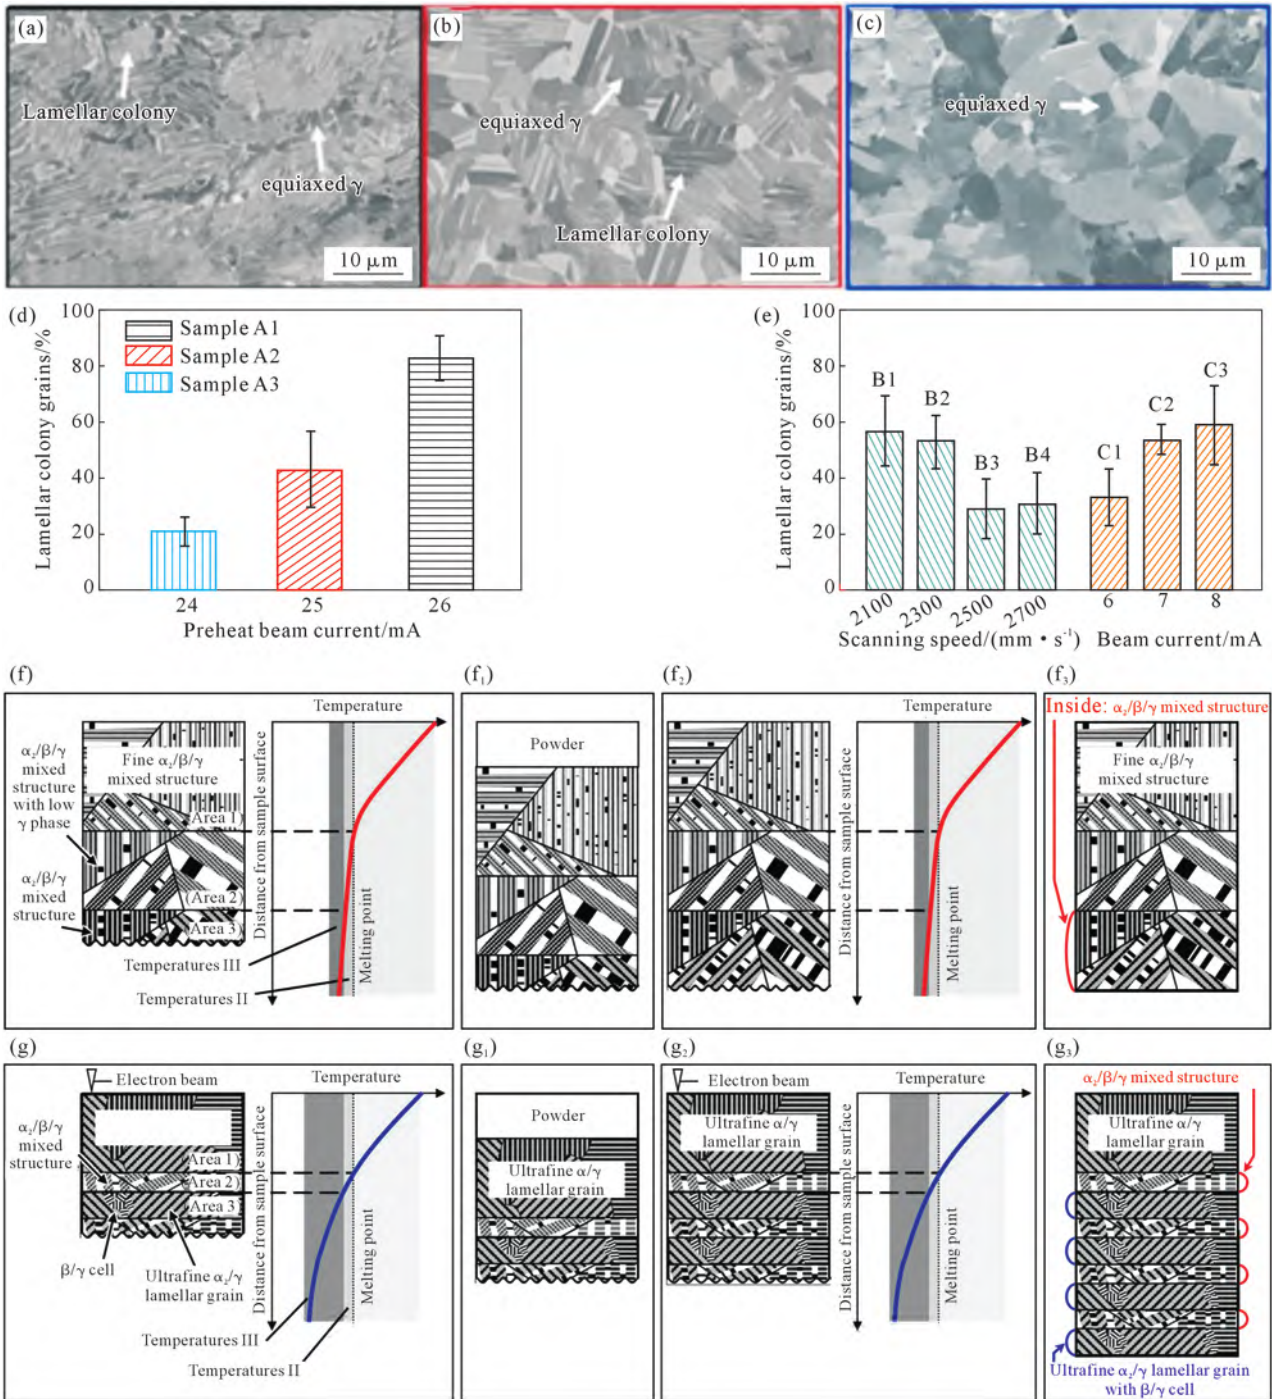 (a)
Lamellar colony
equiaxed γ
10 μm
(b)
equiaxed γ
Lamellar colony
10 μm
(c)
equiaxed γ
10 μm
(d)
100
80
60
40
20
0
Lamellar colony grains/%
Sample A1
Sample A2
Sample A3
24
25
26
Preheat beam current/mA
(e)
100
80
60
40
20
0
Lamellar colony grains/%
B1
B2
B3
B4
C1
C2
C3
2100
2300
2500
2700
6
7
8
Scanning speed/(mm · s⁻¹)
Beam current/mA
(f)
α₂/β/γ
mixed
structure
with low
γ phase
α₂/β/γ
mixed
structure
Fine α₂/β/γ
mixed structure
(Area 1)
(Area 2)
(Area 3)
Temperature
Distance from sample surface
Melting point
Temperatures III
Temperatures II
(f₁)
Powder
(f₂)
Temperature
Distance from sample surface
Melting point
(f₃)
Inside: α₂/β/γ mixed structure
Fine α₂/β/γ
mixed structure
(g)
Electron beam
α₂/β/γ
mixed
structure
(Area 1)
(Area 2)
(Area 3
β/γ cell
Ultrafine α₂/γ
lamellar grain
Temperature
Distance from sample surface
Melting point
Temperatures III
Temperatures II
(g₁)
Powder
Ultrafine α/γ
lamellar grain
(g₂)
Electron beam
Ultrafine α/γ
lamellar grain
Temperature
Distance from sample surface
Melting point
(g₃)
α₂/β/γ mixed structure
Ultrafine α/γ
lamellar grain
Ultrafine α₂/γ lamellar grain
with β/γ cell